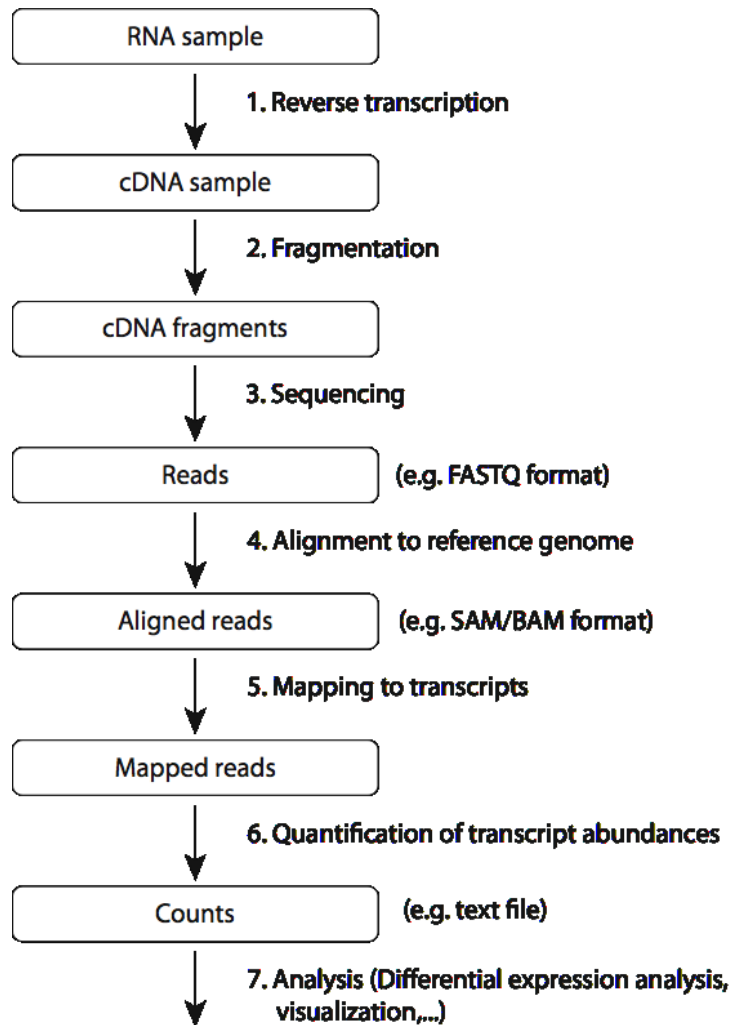 RNA sample
1. Reverse transcription
cDNA sample
2. Fragmentation
cDNA fragments
3. Sequencing
Reads
(e.g. FASTQ format)
4. Alignment to reference genome
Aligned reads
(e.g. SAM/BAM format)
5. Mapping to transcripts
Mapped reads
6. Quantification of transcript abundances
Counts
(e.g. text file)
7. Analysis (Differential expression analysis,
visualization,...)